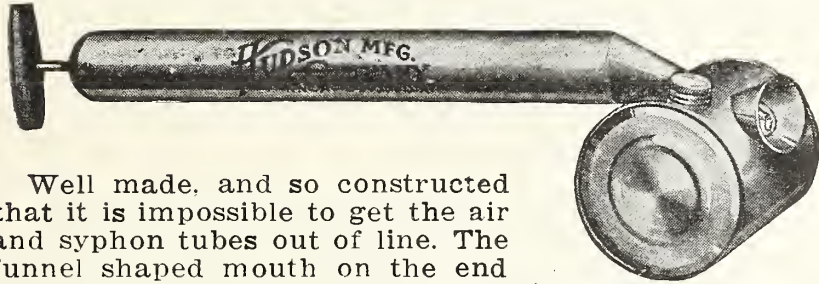 HUDSON MFG.
COMPANY
Well made, and so constructed
that it is impossible to get the air
and syphon tubes out of line. The
funnel shaped mouth on the end